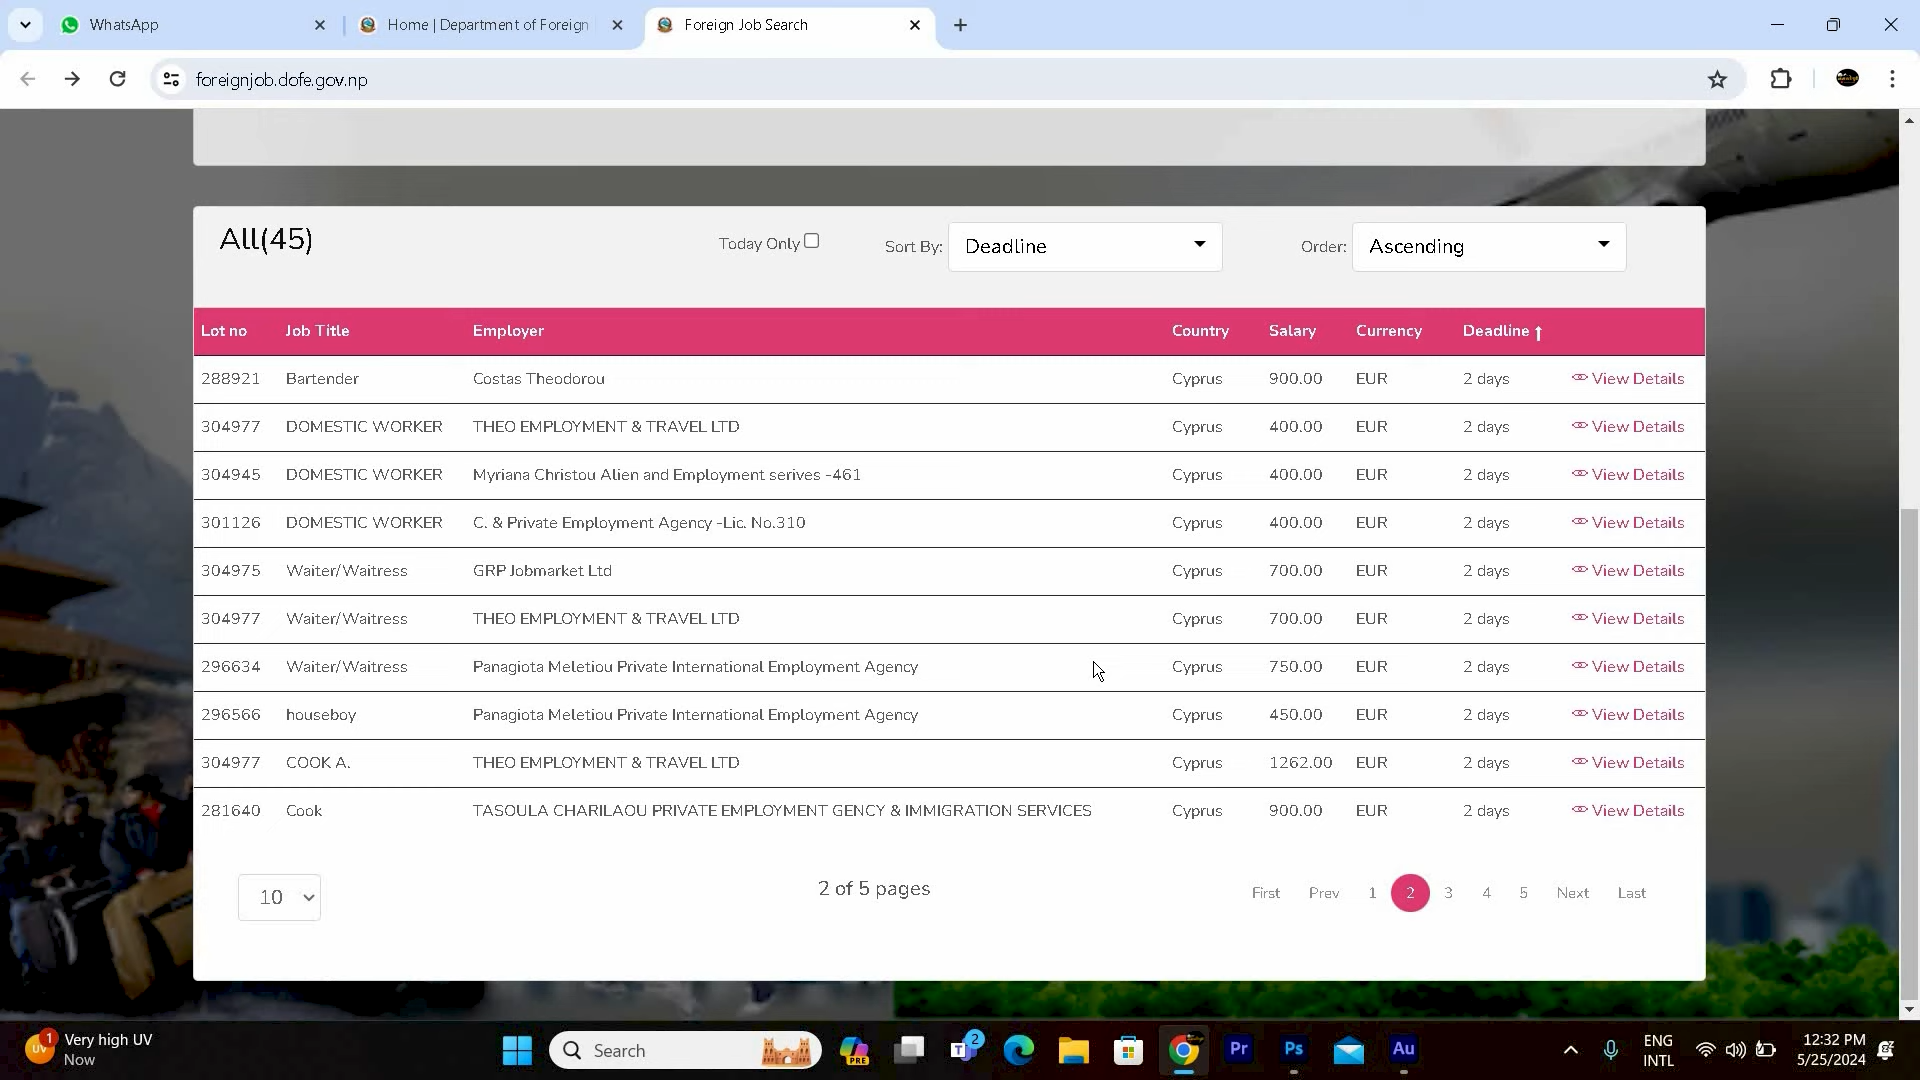 WhatsApp
Home | Department of Foreign
Foreign Job Search
foreignjob.dofe.gov.np
All(45)
Today Only
Sort By: Deadline
Order: Ascending
Lot no Job Title Employer Country Salary Currency Deadline ↑
288921 Bartender Costas Theodorou Cyprus 900.00 EUR 2 days View Details
304977 DOMESTIC WORKER THEO EMPLOYMENT & TRAVEL LTD Cyprus 400.00 EUR 2 days View Details
304945 DOMESTIC WORKER Myriana Christou Alien and Employment serives -461 Cyprus 400.00 EUR 2 days View Details
301126 DOMESTIC WORKER C. & Private Employment Agency -Lic. No.310 Cyprus 400.00 EUR 2 days View Details
304975 Waiter/Waitress GRP Jobmarket Ltd Cyprus 700.00 EUR 2 days View Details
304977 Waiter/Waitress THEO EMPLOYMENT & TRAVEL LTD Cyprus 700.00 EUR 2 days View Details
296634 Waiter/Waitress Panagiota Meletiou Private International Employment Agency Cyprus 750.00 EUR 2 days View Details
296566 houseboy Panagiota Meletiou Private International Employment Agency Cyprus 450.00 EUR 2 days View Details
304977 COOK A. THEO EMPLOYMENT & TRAVEL LTD Cyprus 1262.00 EUR 2 days View Details
281640 Cook TASOULA CHARILAOU PRIVATE EMPLOYMENT GENCY & IMMIGRATION SERVICES Cyprus 900.00 EUR 2 days View Details
10
2 of 5 pages
First Prev 1 2 3 4 5 Next Last
UV 1
Very high UV
Now
Search
PRE
T 2
Pr
Ps
Au
ENG
INTL
12:32 PM
5/25/2024